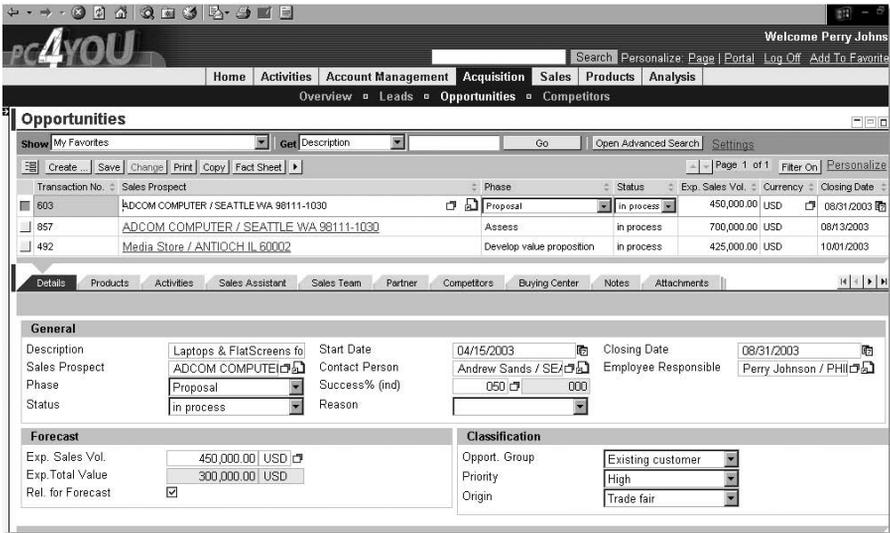 Welcome Perry Johns
PC4YOU
Search Personalize: Page | Portal Log Off Add To Favorite
Home Activities Account Management Acquisition Sales Products Analysis
Overview Leads Opportunities Competitors
Opportunities
Show My Favorites Get Description Go Open Advanced Search Settings
Create ... Save Change Print Copy Fact Sheet Page 1 of 1 Filter On Personalize
Transaction No. Sales Prospect Phase Status Exp. Sales Vol. Currency Closing Date
603 ADCOM COMPUTER / SEATTLE WA 98111-1030 Proposal in process 450,000.00 USD 08/31/2003
857 ADCOM COMPUTER / SEATTLE WA 98111-1030 Assess in process 700,000.00 USD 08/13/2003
492 Media Store / ANTIOCH IL 60002 Develop value proposition in process 425,000.00 USD 10/01/2003
Details Products Activities Sales Assistant Sales Team Partner Competitors Buying Center Notes Attachments
General
Description Laptops & FlatScreens fo Start Date 04/15/2003 Closing Date 08/31/2003
Sales Prospect ADCOM COMPUTE Contact Person Andrew Sands / SEA Employee Responsible Perry Johnson / PHI
Phase Proposal Success% (ind) 050 000
Status in process Reason
Forecast Classification
Exp. Sales Vol. 450,000.00 USD Opport. Group Existing customer
Exp.Total Value 300,000.00 USD Priority High
Rel. for Forecast Origin Trade fair